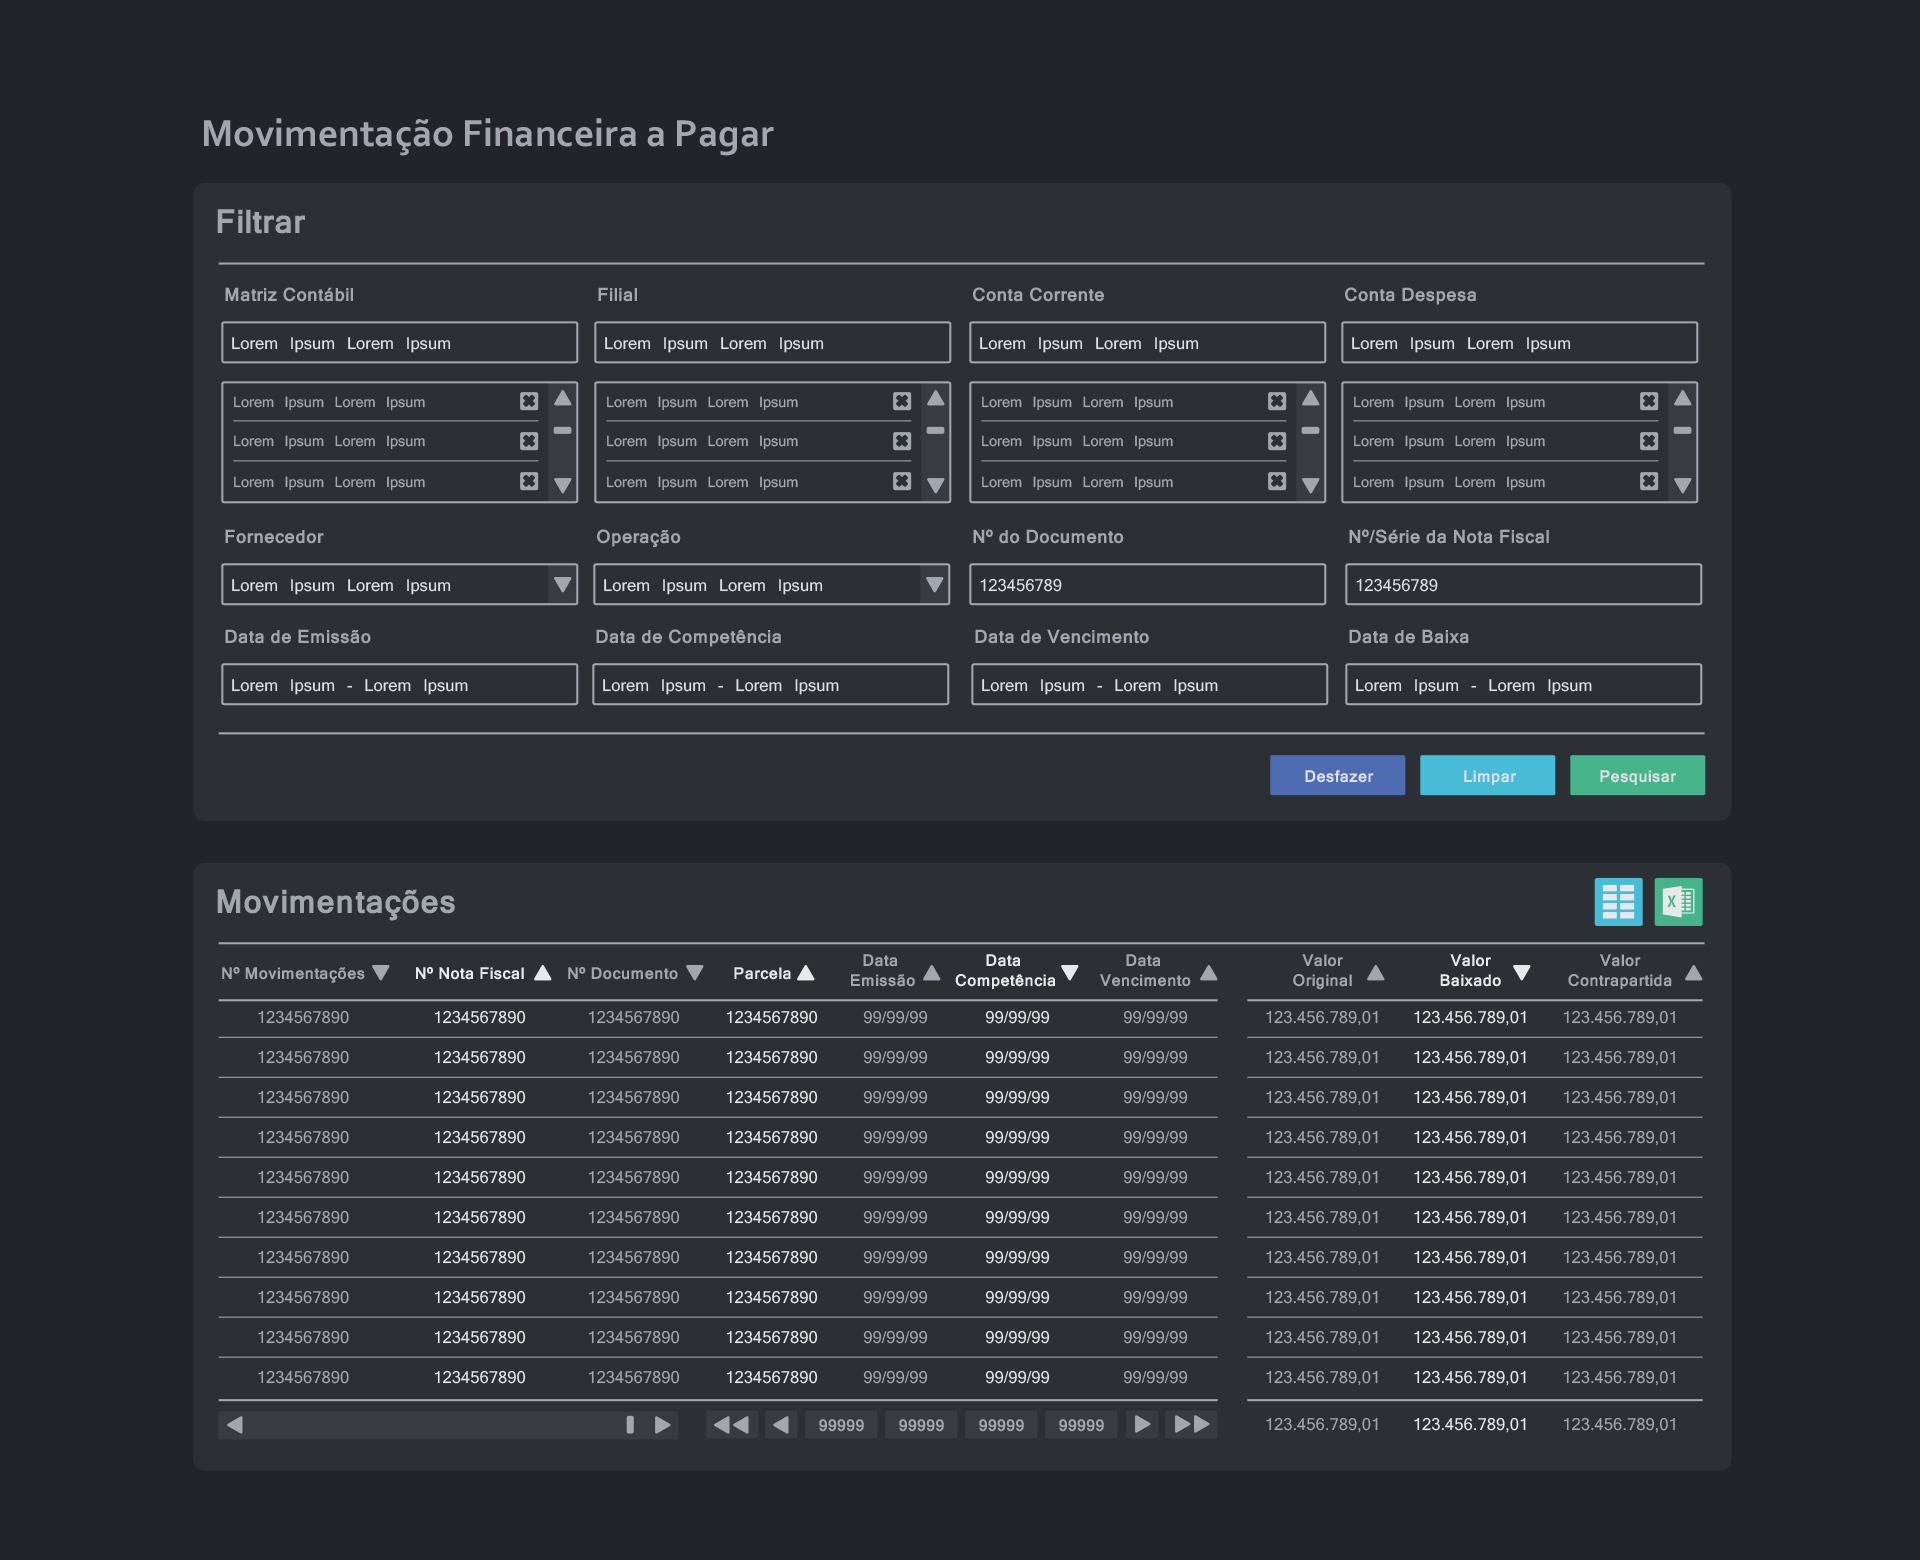 Movimentação Financeira a Pagar
Filtrar
Matriz Contábil Filial Conta Corrente Conta Despesa
Lorem Ipsum Lorem Ipsum Lorem Ipsum Lorem Ipsum Lorem Ipsum Lorem Ipsum Lorem Ipsum Lorem Ipsum
Lorem Ipsum Lorem Ipsum Lorem Ipsum Lorem Ipsum Lorem Ipsum Lorem Ipsum Lorem Ipsum Lorem Ipsum
Lorem Ipsum Lorem Ipsum Lorem Ipsum Lorem Ipsum Lorem Ipsum Lorem Ipsum Lorem Ipsum Lorem Ipsum
Lorem Ipsum Lorem Ipsum Lorem Ipsum Lorem Ipsum Lorem Ipsum Lorem Ipsum Lorem Ipsum Lorem Ipsum
Fornecedor Operação Nº do Documento Nº/Série da Nota Fiscal
Lorem Ipsum Lorem Ipsum Lorem Ipsum Lorem Ipsum 123456789 123456789
Data de Emissão Data de Competência Data de Vencimento Data de Baixa
Lorem Ipsum - Lorem Ipsum Lorem Ipsum - Lorem Ipsum Lorem Ipsum - Lorem Ipsum Lorem Ipsum - Lorem Ipsum
Desfazer Limpar Pesquisar
Movimentações
X
Nº Movimentações Nº Nota Fiscal Nº Documento Parcela Data Emissão Data Competência Data Vencimento Valor Original Valor Baixado Valor Contrapartida
1234567890 1234567890 1234567890 1234567890 99/99/99 99/99/99 99/99/99 123.456.789,01 123.456.789,01 123.456.789,01
1234567890 1234567890 1234567890 1234567890 99/99/99 99/99/99 99/99/99 123.456.789,01 123.456.789,01 123.456.789,01
1234567890 1234567890 1234567890 1234567890 99/99/99 99/99/99 99/99/99 123.456.789,01 123.456.789,01 123.456.789,01
1234567890 1234567890 1234567890 1234567890 99/99/99 99/99/99 99/99/99 123.456.789,01 123.456.789,01 123.456.789,01
1234567890 1234567890 1234567890 1234567890 99/99/99 99/99/99 99/99/99 123.456.789,01 123.456.789,01 123.456.789,01
1234567890 1234567890 1234567890 1234567890 99/99/99 99/99/99 99/99/99 123.456.789,01 123.456.789,01 123.456.789,01
1234567890 1234567890 1234567890 1234567890 99/99/99 99/99/99 99/99/99 123.456.789,01 123.456.789,01 123.456.789,01
1234567890 1234567890 1234567890 1234567890 99/99/99 99/99/99 99/99/99 123.456.789,01 123.456.789,01 123.456.789,01
1234567890 1234567890 1234567890 1234567890 99/99/99 99/99/99 99/99/99 123.456.789,01 123.456.789,01 123.456.789,01
1234567890 1234567890 1234567890 1234567890 99/99/99 99/99/99 99/99/99 123.456.789,01 123.456.789,01 123.456.789,01
99999 99999 99999 99999 123.456.789,01 123.456.789,01 123.456.789,01